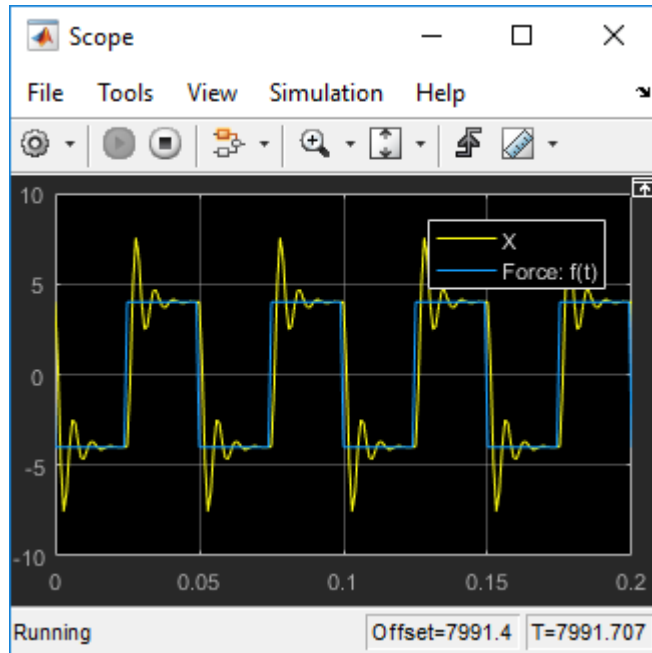 Scope
File Tools View Simulation Help
10
5
0
-5
-10
X
Force: f(t)
0 0.05 0.1 0.15 0.2
Running Offset=7991.4 T=7991.707